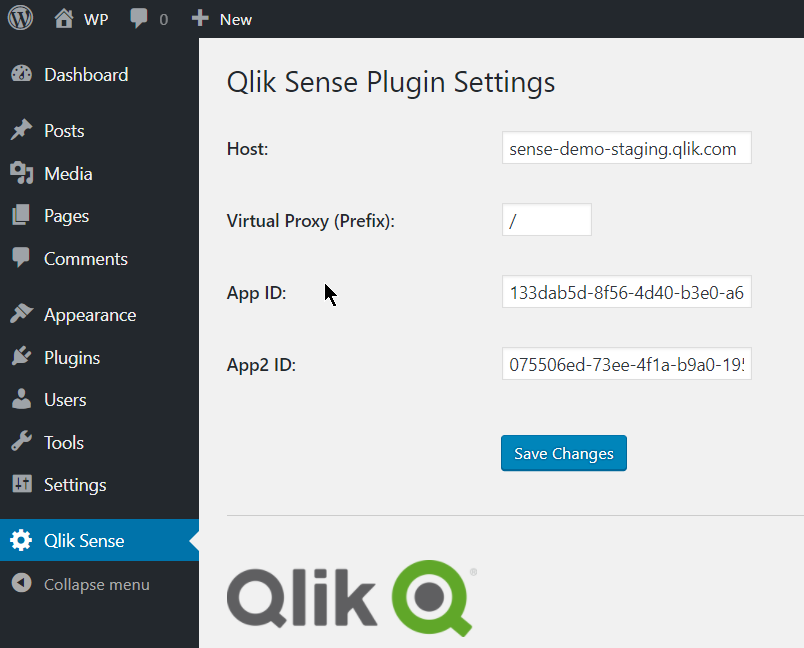 WP 0 New
Dashboard
Posts
Media
Pages
Comments
Appearance
Plugins
Users
Tools
Settings
Qlik Sense
Collapse menu
Qlik Sense Plugin Settings
Host: sense-demo-staging.qlik.com
Virtual Proxy (Prefix): /
App ID: 133dab5d-8f56-4d40-b3e0-a6
App2 ID: 075506ed-73ee-4f1a-b9a0-195
Save Changes
Qlik ®